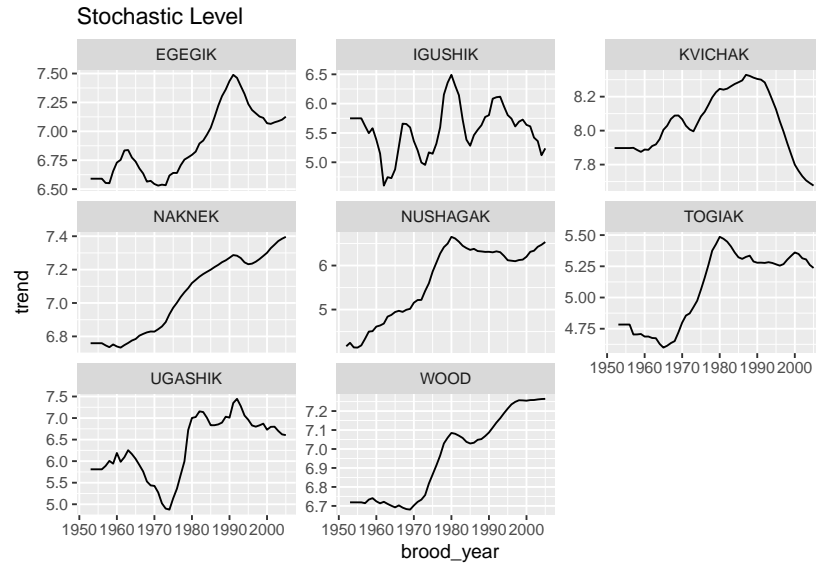 Stochastic Level
EGEGIK
IGUSHIK
KVICHAK
7.50
7.25
7.00
6.75
6.50
6.5
6.0
5.5
5.0
8.2
8.0
7.8
NAKNEK
NUSHAGAK
TOGIAK
7.4
7.2
7.0
6.8
6
5
5.50
5.25
5.00
4.75
1950 1960 1970 1980 1990 2000
UGASHIK
WOOD
7.5
7.0
6.5
6.0
5.5
5.0
7.2
7.1
7.0
6.9
6.8
6.7
1950 1960 1970 1980 1990 2000
1950 1960 1970 1980 1990 2000
trend
brood_year